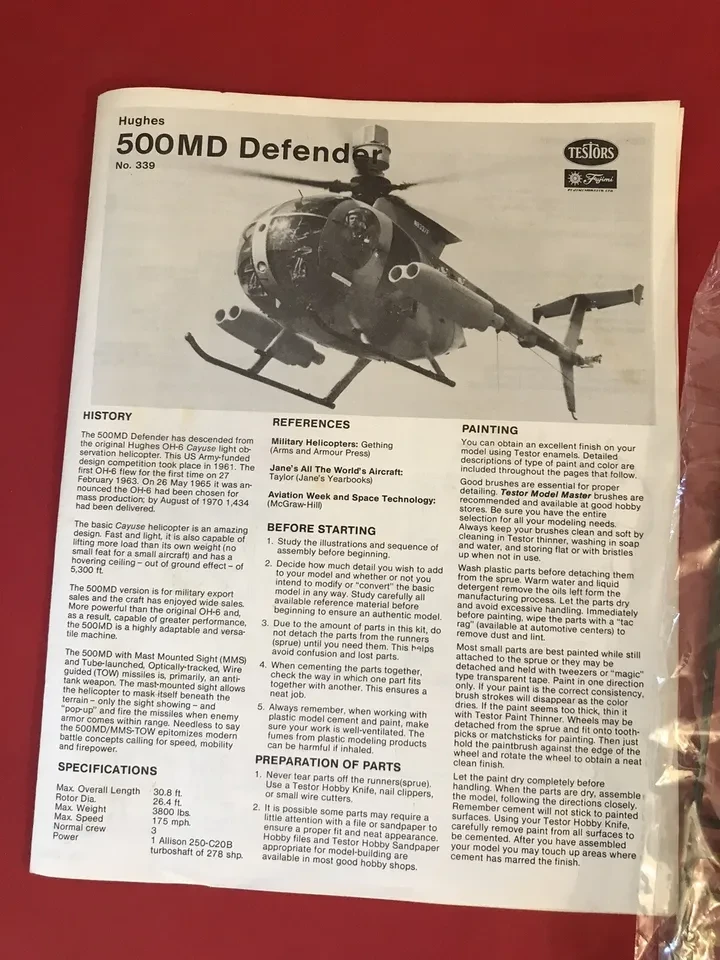 Hughes
500MD Defender
No. 339
TESTORS
Fujimi
HISTORY
The 500MD Defender has descended from
the original Hughes OH-6 Cayuse light ob-
servation helicopter. This US Army-funded
design competition took place in 1961. The
first OH-6 flew for the first time on 27
February 1963. On 26 May 1965 it was an-
nounced the OH-6 had been chosen for
mass production; by August of 1970 1,434
had been delivered.
The basic Cayuse helicopter is an amazing
design. Fast and light, it is also capable of
lifting more load than its own weight (no
small feat for a small aircraft) and has a
hovering ceiling – out of ground effect – of
5,300 ft.
The 500MD version is for military export
sales and the craft has enjoyed wide sales.
More powerful than the original OH-6 and,
as a result, capable of greater performance,
the 500MD is a highly adaptable and versa-
tile machine.
The 500MD with Mast Mounted Sight (MMS)
and Tube-launched, Optically-tracked, Wire
guided (TOW) missiles is, primarily, an anti-
tank weapon. The mast-mounted sight allows
the helicopter to mask itself beneath the
terrain – only the sight showing – and
"pop-up" and fire the missiles when enemy
armor comes within range. Needless to say
the 500MD/MMS-TOW epitomizes modern
battle concepts calling for speed, mobility
and firepower.
SPECIFICATIONS
Max. Overall Length 30.8 ft.
Rotor Dia. 26.4 ft.
Max. Weight 3800 lbs.
Max. Speed 175 mph.
Normal crew 3
Power 1 Allison 250-C20B
turboshaft of 278 shp.
REFERENCES
Military Helicopters: Gething
(Arms and Armour Press)
Jane's All The World's Aircraft:
Taylor (Jane's Yearbooks)
Aviation Week and Space Technology:
(McGraw-Hill)
BEFORE STARTING
1. Study the illustrations and sequence of
assembly before beginning.
2. Decide how much detail you wish to add
to your model and whether or not you
intend to modify or "convert" the basic
model in any way. Study carefully all
available reference material before
beginning to ensure an authentic model.
3. Due to the amount of parts in this kit, do
not detach the parts from the runners
(sprue) until you need them. This helps
avoid confusion and lost parts.
4. When cementing the parts together,
check the way in which one part fits
together with another. This ensures a
neat job.
5. Always remember, when working with
plastic model cement and paint, make
sure your work is well-ventilated. The
fumes from plastic modeling products
can be harmful if inhaled.
PREPARATION OF PARTS
1. Never tear parts off the runners(sprue).
Use a Testor Hobby Knife, nail clippers,
or small wire cutters.
2. It is possible some parts may require a
little attention with a file or sandpaper to
ensure a proper fit and neat appearance.
Hobby files and Testor Hobby Sandpaper
appropriate for model-building are
available in most good hobby shops.
PAINTING
You can obtain an excellent finish on your
model using Testor enamels. Detailed
descriptions of type of paint and color are
included throughout the pages that follow.
Good brushes are essential for proper
detailing. Testor Model Master brushes are
recommended and available at good hobby
stores. Be sure you have the entire
selection for all your modeling needs.
Always keep your brushes clean and soft by
cleaning in Testor thinner, washing in soap
and water, and storing flat or with bristles
up when not in use.
Wash plastic parts before detaching them
from the sprue. Warm water and liquid
detergent remove the oils left form the
manufacturing process. Let the parts dry
and avoid excessive handling. Immediately
before painting, wipe the parts with a "tac
rag" (available at automotive centers) to
remove dust and lint.
Most small parts are best painted while still
attached to the sprue or they may be
detached and held with tweezers or "magic"
type transparent tape. Paint in one direction
only. If your paint is the correct consistency,
brush strokes will disappear as the color
dries. If the paint seems too thick, thin it
with Testor Paint Thinner. Wheels may be
detached from the sprue and fit onto tooth-
picks or matchsticks for painting. Then just
hold the paintbrush against the edge of the
wheel and rotate the wheel to obtain a neat
clean finish.
Let the paint dry completely before
handling. When the parts are dry, assemble
the model, following the directions closely.
Remember cement will not stick to painted
surfaces. Using your Testor Hobby Knife,
carefully remove paint from all surfaces to
be cemented. After you have assembled
your model you may touch up areas where
cement has marred the finish.